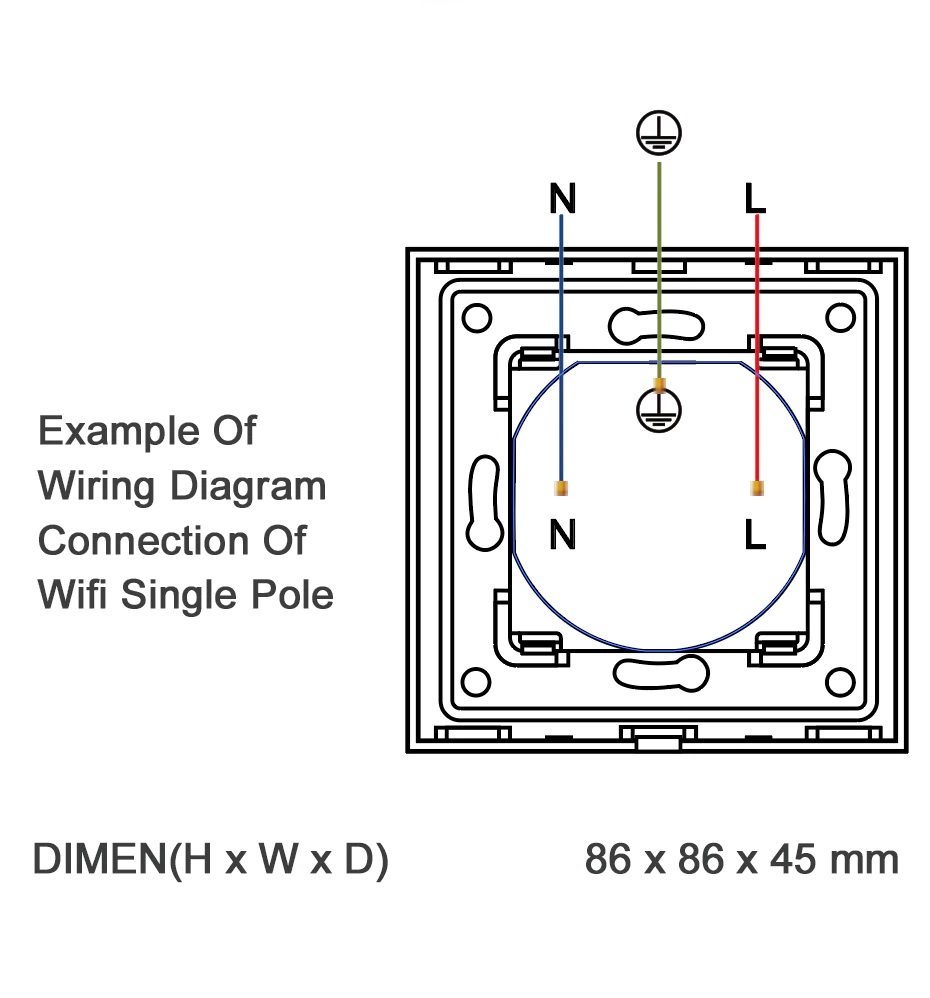 N L
Example Of
Wiring Diagram
Connection Of
Wifi Single Pole
N L
DIMEN(H x W x D) 86 x 86 x 45 mm